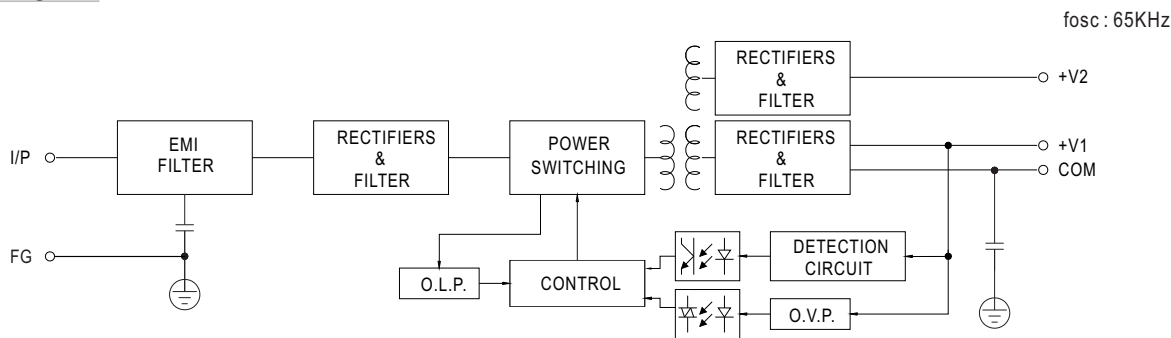 fosc : 65KHz
RECTIFIERS
&
FILTER
+V2
I/P
EMI
FILTER
RECTIFIERS
&
FILTER
POWER
SWITCHING
RECTIFIERS
&
FILTER
+V1
COM
FG
O.L.P.
CONTROL
DETECTION
CIRCUIT
O.V.P.